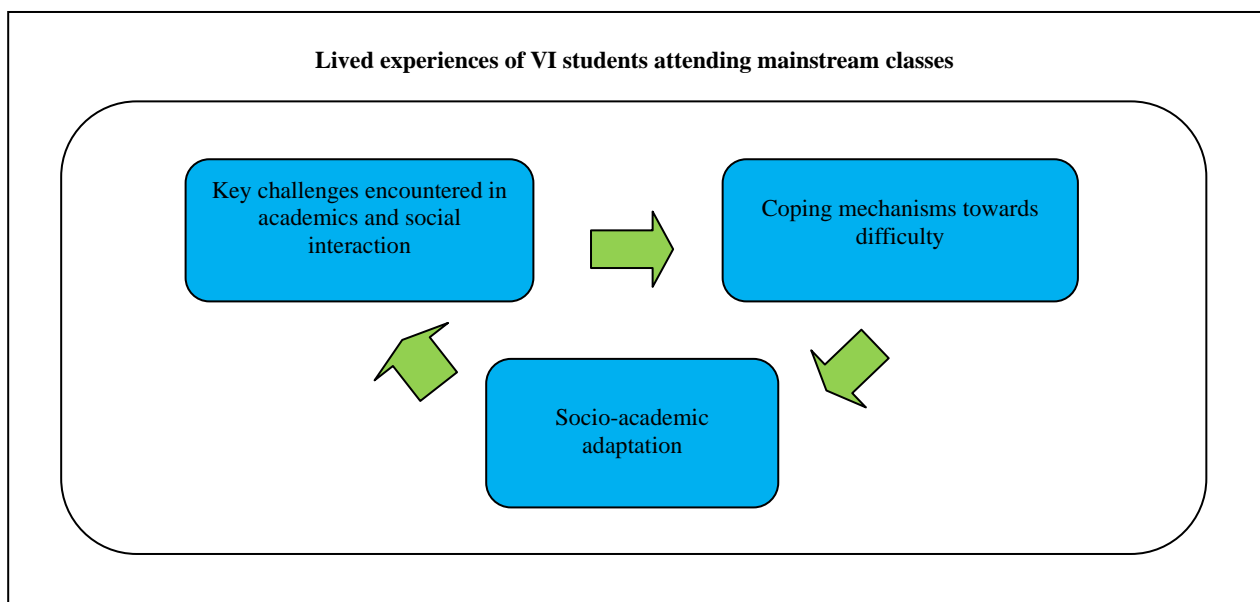 Lived experiences of VI students attending mainstream classes
Key challenges encountered in
academics and social
interaction
Coping mechanisms towards
difficulty
Socio-academic
adaptation